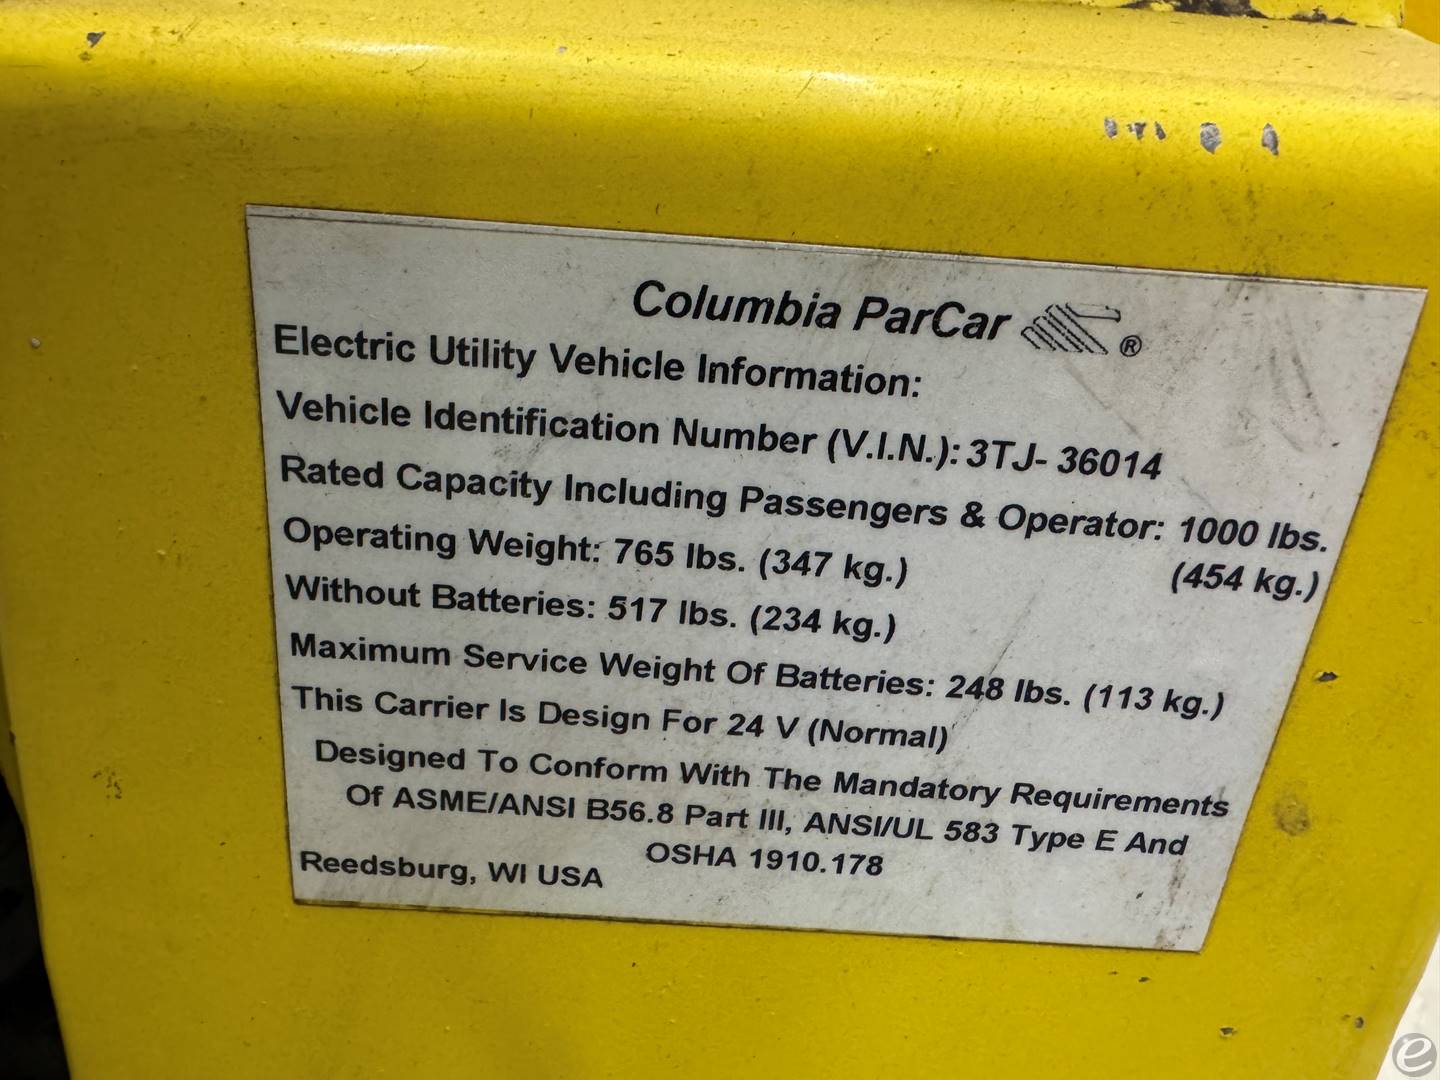 Columbia ParCar ®
Electric Utility Vehicle Information:
Vehicle Identification Number (V.I.N.): 3TJ- 36014
Rated Capacity Including Passengers & Operator: 1000 lbs.
(454 kg.)
Operating Weight: 765 lbs. (347 kg.)
Without Batteries: 517 lbs. (234 kg.)
Maximum Service Weight Of Batteries: 248 lbs. (113 kg.)
This Carrier Is Design For 24 V (Normal)
Designed To Conform With The Mandatory Requirements
Of ASME/ANSI B56.8 Part III, ANSI/UL 583 Type E And
OSHA 1910.178
Reedsburg, WI USA
e